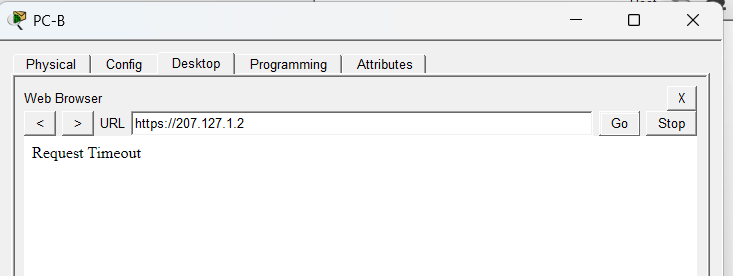 PC-B
Physical Config Desktop Programming Attributes
Web Browser X
< > URL https://207.127.1.2 Go Stop
Request Timeout